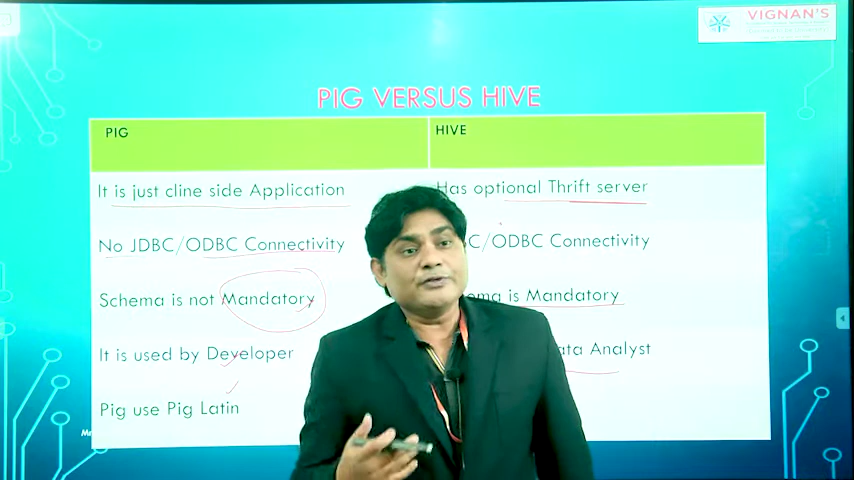 VIGNAN'S
PIG VERSUS HIVE
PIG HIVE
It is just cline side Application Has optional Thrift server
No JDBC/ODBC Connectivity C/ODBC Connectivity
Schema is not Mandatory ema is Mandatory
It is used by Developer ata Analyst
Pig use Pig Latin